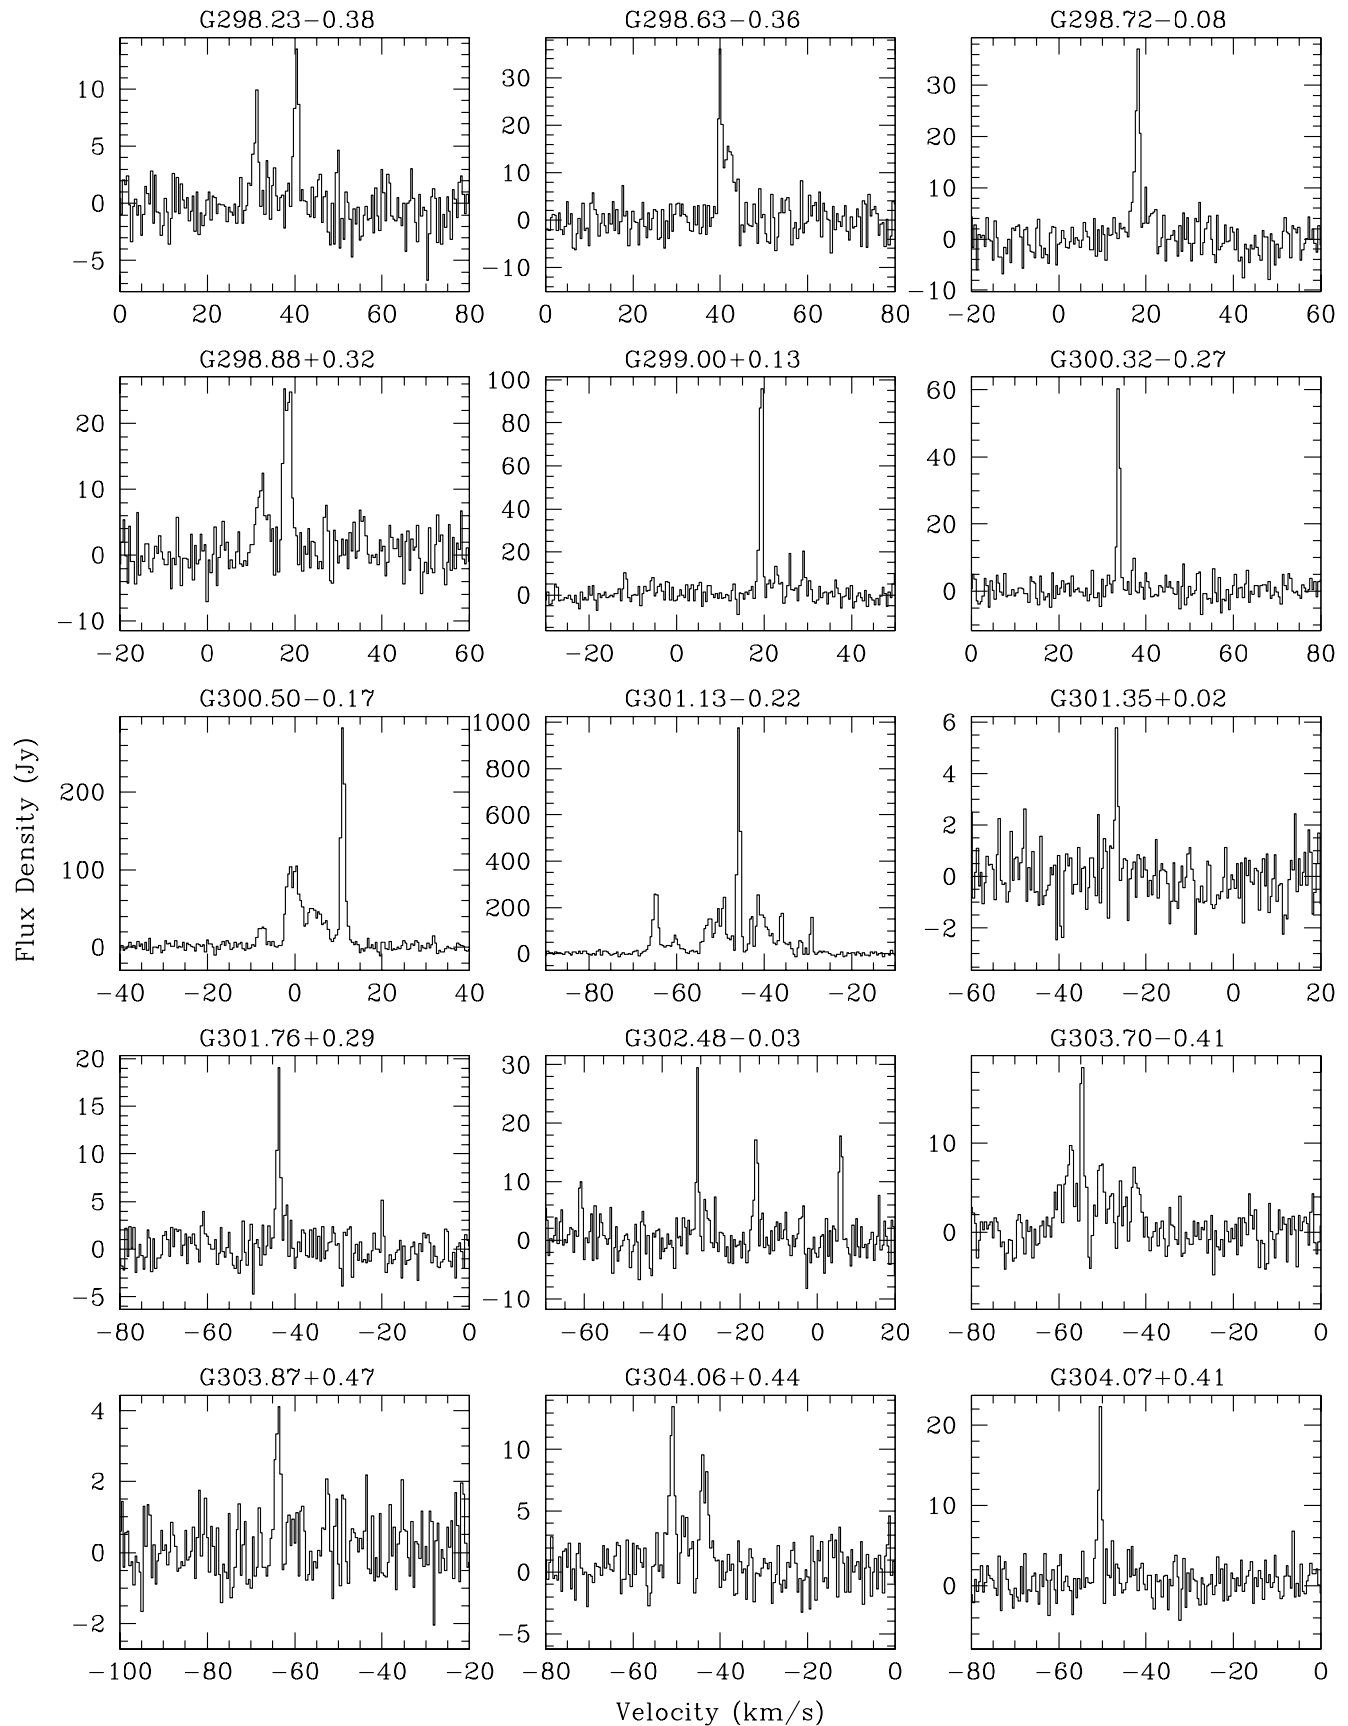 G298.23−0.38 G298.63−0.36 G298.72−0.08
10 5 0 −5
0 20 40 60 80
30 20 10 0 −10
0 20 40 60 80
30 20 10 0 −10
−20 0 20 40 60
G298.88+0.32 G299.00+0.13 G300.32−0.27
20 10 0 −10
−20 0 20 40 60
100 80 60 40 20 0
−20 0 20 40
60 40 20 0
0 20 40 60 80
G300.50−0.17 G301.13−0.22 G301.35+0.02
200 100 0
−40 −20 0 20 40
1000 800 600 400 200 0
−80 −60 −40 −20
6 4 2 0 −2
−60 −40 −20 0 20
Flux Density (Jy)
G301.76+0.29 G302.48−0.03 G303.70−0.41
20 15 10 5 0 −5
−80 −60 −40 −20 0
30 20 10 0 −10
−60 −40 −20 0 20
10 0
−80 −60 −40 −20 0
G303.87+0.47 G304.06+0.44 G304.07+0.41
4 2 0 −2
−100 −80 −60 −40 −20
10 5 0 −5
−80 −60 −40 −20 0
20 10 0
−80 −60 −40 −20 0
Velocity (km/s)